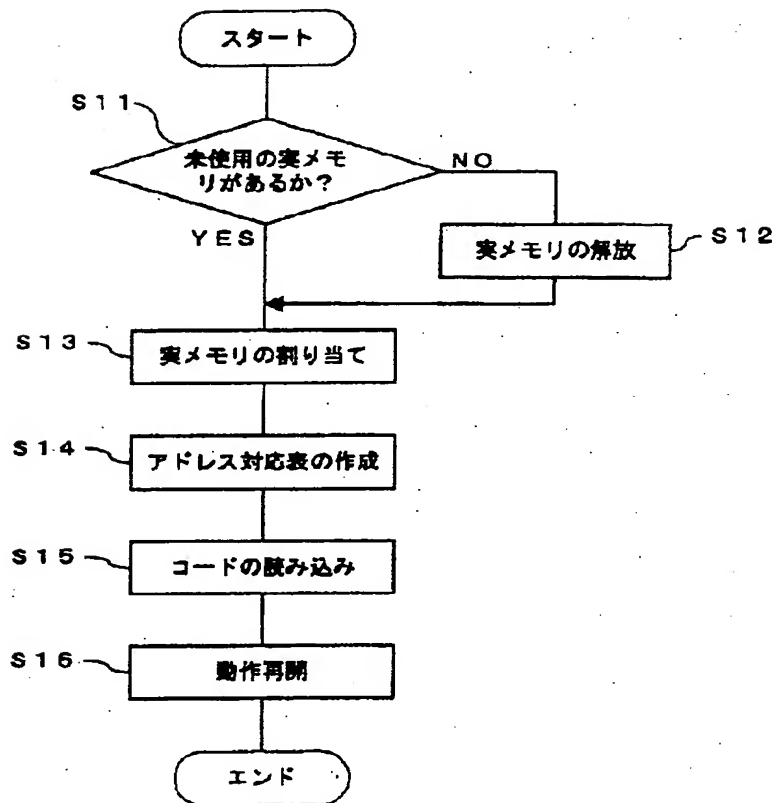 スタート
S11
未使用の実メモ
リがあるか？
NO
YES
実メモリの解放
S12
S13
実メモリの割り当て
S14
アドレス対応表の作成
S15
コードの読み込み
S16
動作再開
エンド